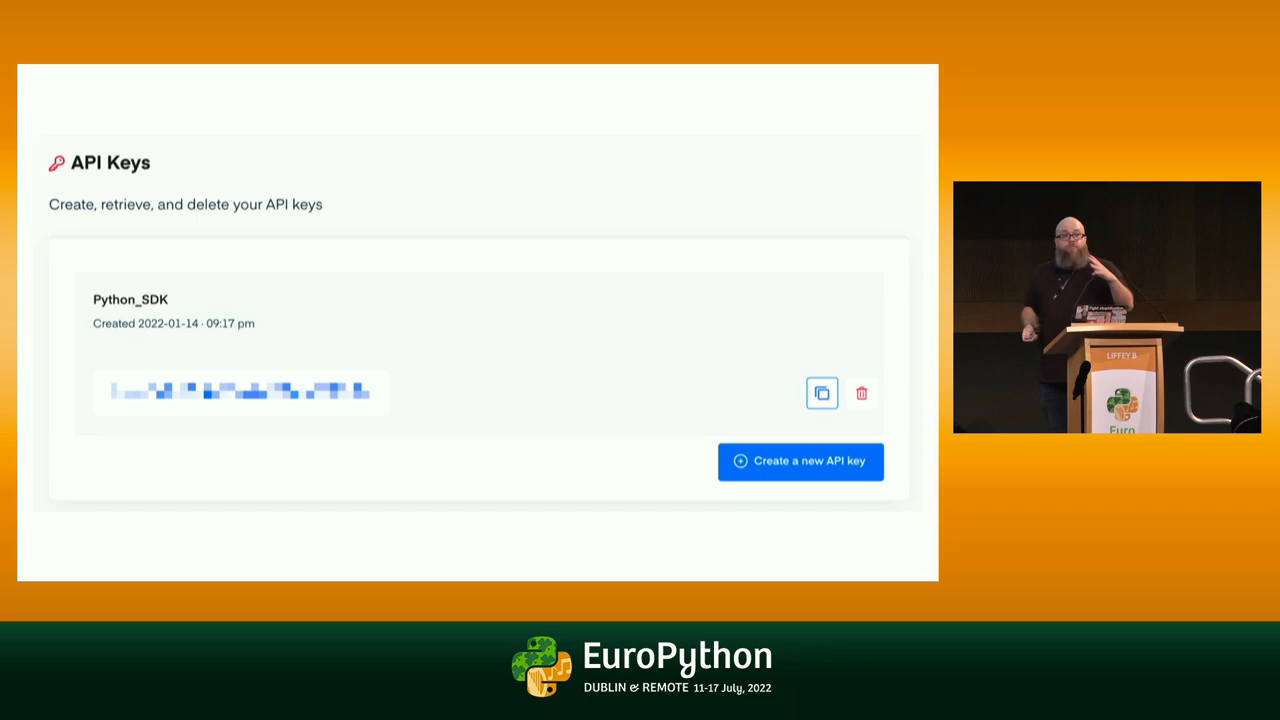 API Keys
Create, retrieve, and delete your API keys
Python_SDK
Created 2022-01-14 · 09:17 pm
Create a new API key
LIFFEY B
Euro
EuroPython
DUBLIN & REMOTE 11-17 July, 2022